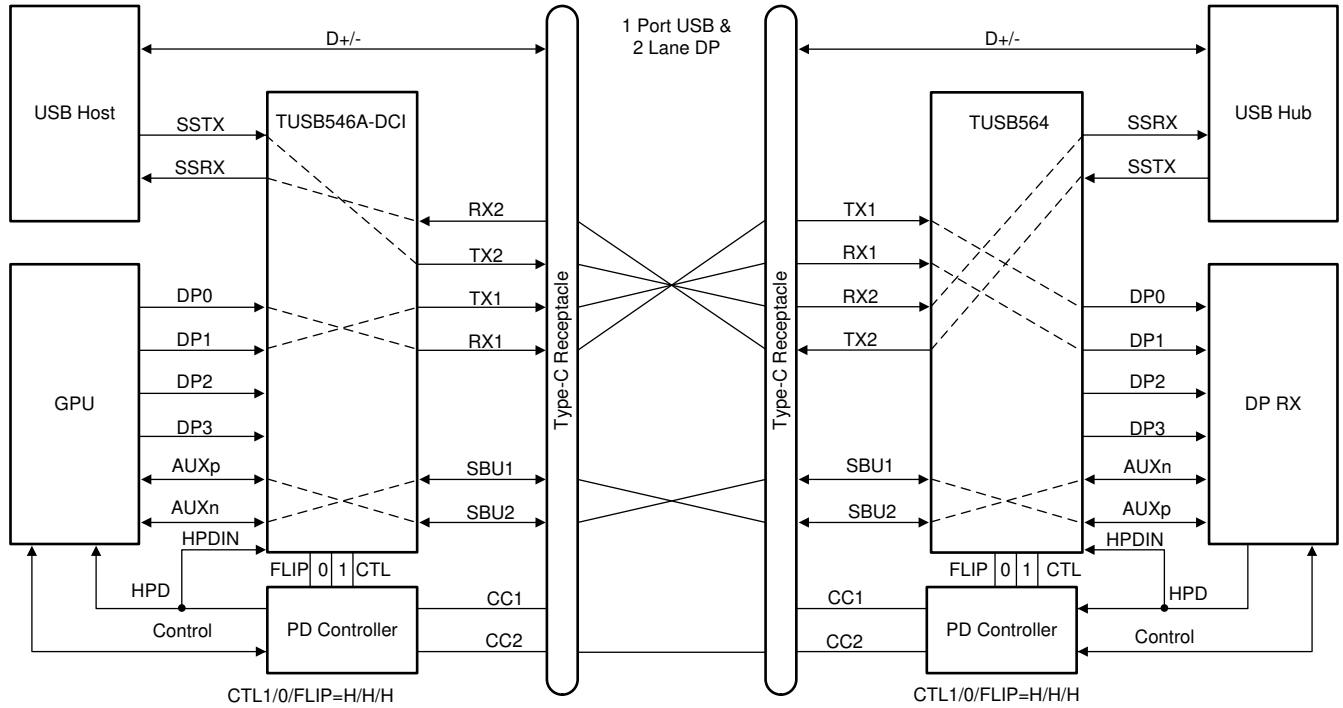 1 Port USB &
2 Lane DP
D+/-
USB Host
SSTX
SSRX
TUSB546A-DCI
RX2
TX2
TX1
RX1
GPU
DP0
DP1
DP2
DP3
AUXp
AUXn
HPDIN
SBU1
SBU2
FLIP 0 1 CTL
HPD
Control
PD Controller
CC1
CC2
CTL1/0/FLIP=H/H/H
Type-C Receptacle
Type-C Receptacle
D+/-
USB Hub
TUSB564
SSRX
SSTX
TX1
RX1
RX2
TX2
DP0
DP1
DP2
DP3
DP RX
SBU1
SBU2
AUXn
AUXp
HPDIN
FLIP 0 1 CTL
HPD
Control
PD Controller
CC1
CC2
CTL1/0/FLIP=H/H/H